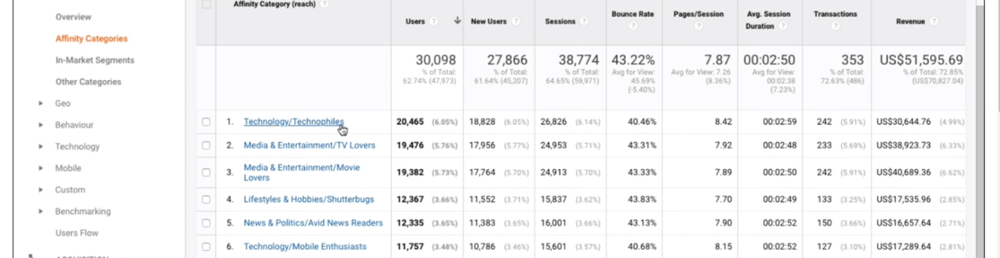 Affinity Category (reach)
Users
New Users
Sessions
Bounce Rate
Pages/Session
Avg. Session
Duration
Transactions
Revenue
Overview
Affinity Categories
In-Market Segments
Other Categories
Geo
Behaviour
Technology
Mobile
Custom
Benchmarking
Users Flow
30,098
% of Total:
62.74% (47,973)
27,866
% of Total:
61.64% (45,207)
38,774
% of Total:
64.65% (59,971)
43.22%
Avg for View:
45.69%
(-5.40%)
7.87
Avg for View: 7.26
(8.36%)
00:02:50
Avg for View:
00:02:38
(7.23%)
353
% of Total:
72.63% (486)
US$51,595.69
% of Total: 72.85%
(US$70,827.04)
1. Technology/Technophiles 20,465 (6.05%) 18,828 (6.05%) 26,826 (6.14%) 40.46% 8.42 00:02:59 242 (5.91%) US$30,644.76 (4.99%)
2. Media & Entertainment/TV Lovers 19,476 (5.76%) 17,956 (5.77%) 24,953 (5.71%) 43.31% 7.92 00:02:48 233 (5.69%) US$38,923.73 (6.33%)
3. Media & Entertainment/Movie
Lovers 19,382 (5.73%) 17,764 (5.70%) 24,913 (5.70%) 43.33% 7.89 00:02:50 242 (5.91%) US$40,689.36 (6.62%)
4. Lifestyles & Hobbies/Shutterbugs 12,367 (3.66%) 11,552 (3.71%) 15,837 (3.62%) 43.83% 7.70 00:02:49 133 (3.25%) US$17,535.96 (2.85%)
5. News & Politics/Avid News Readers 12,335 (3.65%) 11,383 (3.65%) 16,001 (3.66%) 43.13% 7.90 00:02:52 150 (3.66%) US$16,657.64 (2.71%)
6. Technology/Mobile Enthusiasts 11,757 (3.48%) 10,786 (3.46%) 15,601 (3.57%) 40.68% 8.15 00:02:52 127 (3.10%) US$17,289.64 (2.81%)